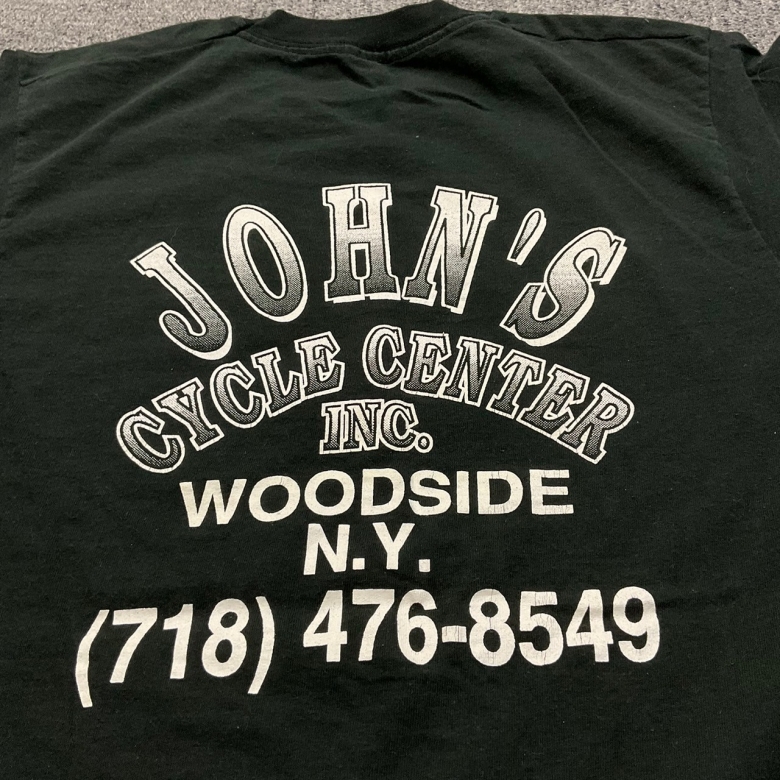 JOHN'S
CYCLE CENTER
INC.
WOODSIDE
N.Y.
(718) 476-8549